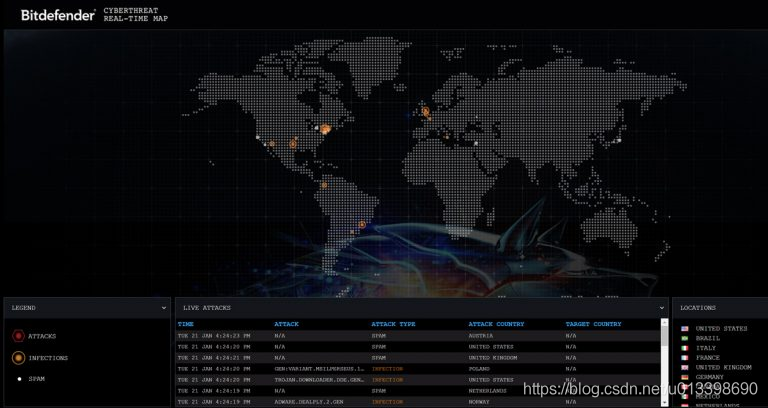 Bitdefender® CYBERTHREAT
REAL-TIME MAP
LEGEND
ATTACKS
INFECTIONS
SPAM
LIVE ATTACKS
TIME ATTACK ATTACK TYPE ATTACK COUNTRY TARGET COUNTRY
TUE 21 JAN 4:24:23 PM N/A SPAM AUSTRIA N/A
TUE 21 JAN 4:24:20 PM N/A SPAM UNITED STATES N/A
TUE 21 JAN 4:24:21 PM N/A SPAM UNITED KINGDOM N/A
TUE 21 JAN 4:24:20 PM GEN:VARIANT.MSILPERSEUS.1... INFECTION POLAND N/A
TUE 21 JAN 4:24:20 PM TROJAN.DOWNLOADER.DDE.GEN... INFECTION UNITED STATES N/A
TUE 21 JAN 4:24:19 PM N/A SPAM NETHERLANDS N/A
TUE 21 JAN 4:24:19 PM ADWARE.DEALPLY.2.GEN INFECTION NORWAY N/A
LOCATIONS
UNITED STATES
BRAZIL
ITALY
FRANCE
UNITED KINGDOM
GERMANY
MEXICO
NETHERLANDS
https://blog.csdn.net/u013398690